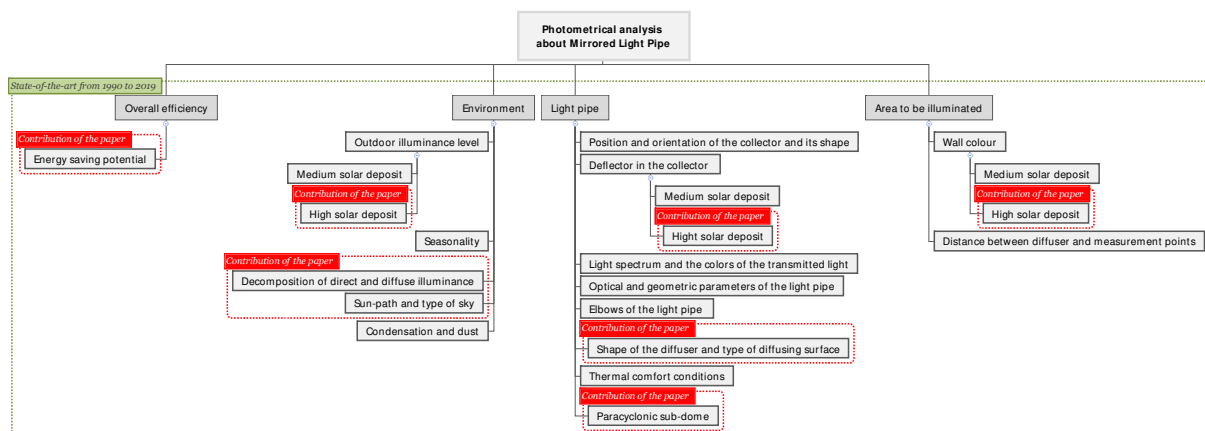 Photometrical analysis
about Mirrored Light Pipe
State-of-the-art from 1990 to 2019
Overall efficiency
Contribution of the paper
Energy saving potential
Environment
Outdoor illuminance level
Medium solar deposit
Contribution of the paper
High solar deposit
Seasonality
Contribution of the paper
Decomposition of direct and diffuse illuminance
Sun-path and type of sky
Condensation and dust
Light pipe
Position and orientation of the collector and its shape
Deflector in the collector
Medium solar deposit
Contribution of the paper
Hight solar deposit
Light spectrum and the colors of the transmitted light
Optical and geometric parameters of the light pipe
Elbows of the light pipe
Contribution of the paper
Shape of the diffuser and type of diffusing surface
Thermal comfort conditions
Contribution of the paper
Paracyclonic sub-dome
Area to be illuminated
Wall colour
Medium solar deposit
Contribution of the paper
High solar deposit
Distance between diffuser and measurement points